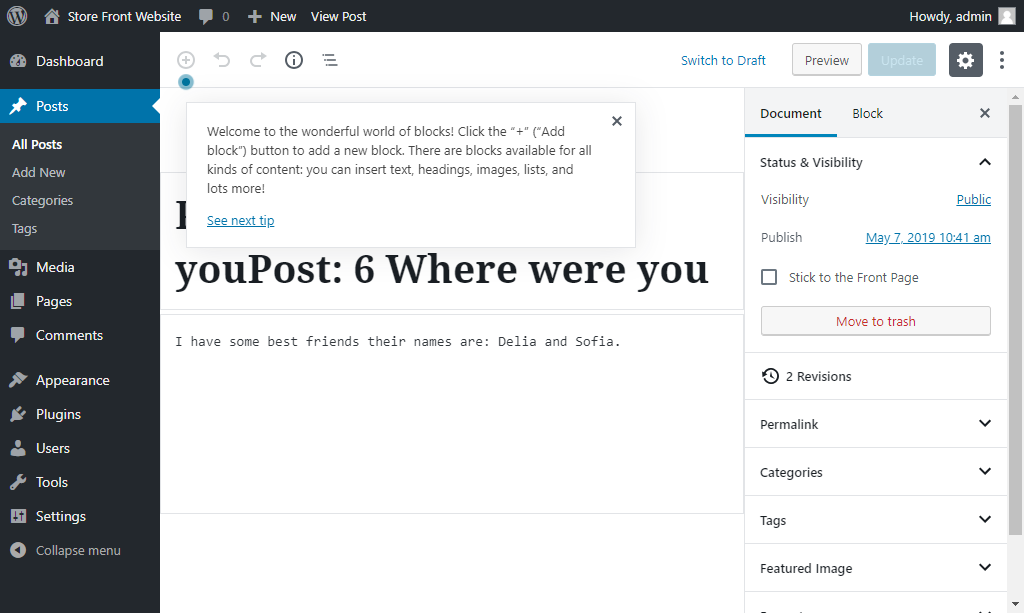 Store Front Website 0 New View Post Howdy, admin
Dashboard
Posts
All Posts
Add New
Categories
Tags
Media
Pages
Comments
Appearance
Plugins
Users
Tools
Settings
Collapse menu
Switch to Draft Preview Update
Welcome to the wonderful world of blocks! Click the “+” (“Add
block”) button to add a new block. There are blocks available for all
kinds of content: you can insert text, headings, images, lists, and
lots more!
See next tip
youPost: 6 Where were you
I have some best friends their names are: Delia and Sofia.
Document Block
Status & Visibility
Visibility Public
Publish May 7, 2019 10:41 am
Stick to the Front Page
Move to trash
2 Revisions
Permalink
Categories
Tags
Featured Image